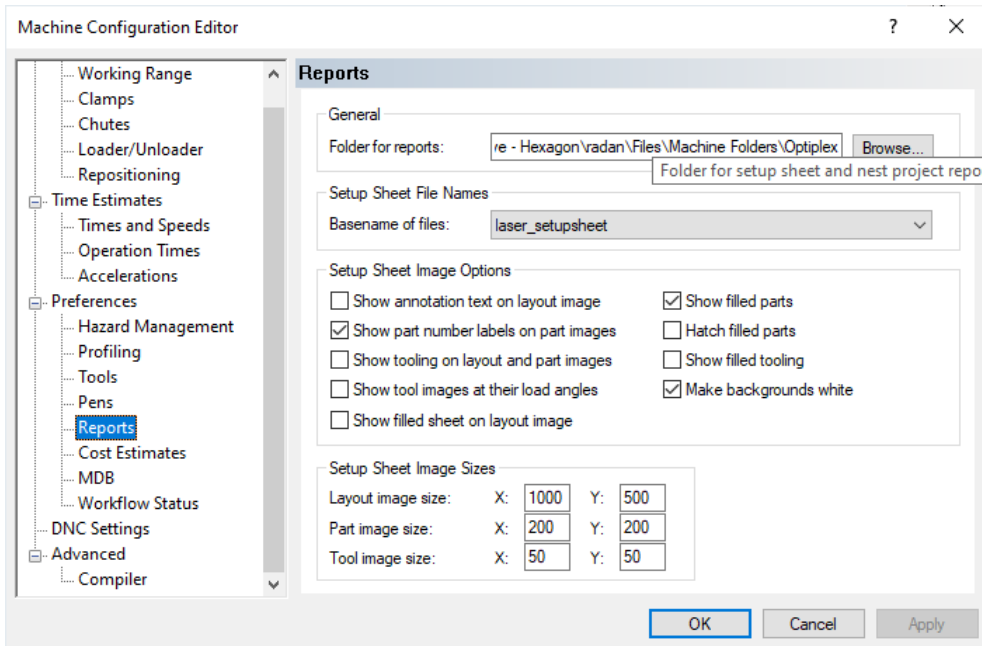 Machine Configuration Editor
?
Working Range
Clamps
Chutes
Loader/Unloader
Repositioning
Time Estimates
Times and Speeds
Operation Times
Accelerations
Preferences
Hazard Management
Profiling
Tools
Pens
Reports
Cost Estimates
MDB
Workflow Status
DNC Settings
Advanced
Compiler
Reports
General
Folder for reports: ve - Hexagon\radan\Files\Machine Folders\Optiplex Browse...
Folder for setup sheet and nest project repo
Setup Sheet File Names
Basename of files: laser_setupsheet
Setup Sheet Image Options
Show annotation text on layout image Show filled parts
Show part number labels on part images Hatch filled parts
Show tooling on layout and part images Show filled tooling
Show tool images at their load angles Make backgrounds white
Show filled sheet on layout image
Setup Sheet Image Sizes
Layout image size: X: 1000 Y: 500
Part image size: X: 200 Y: 200
Tool image size: X: 50 Y: 50
OK Cancel Apply